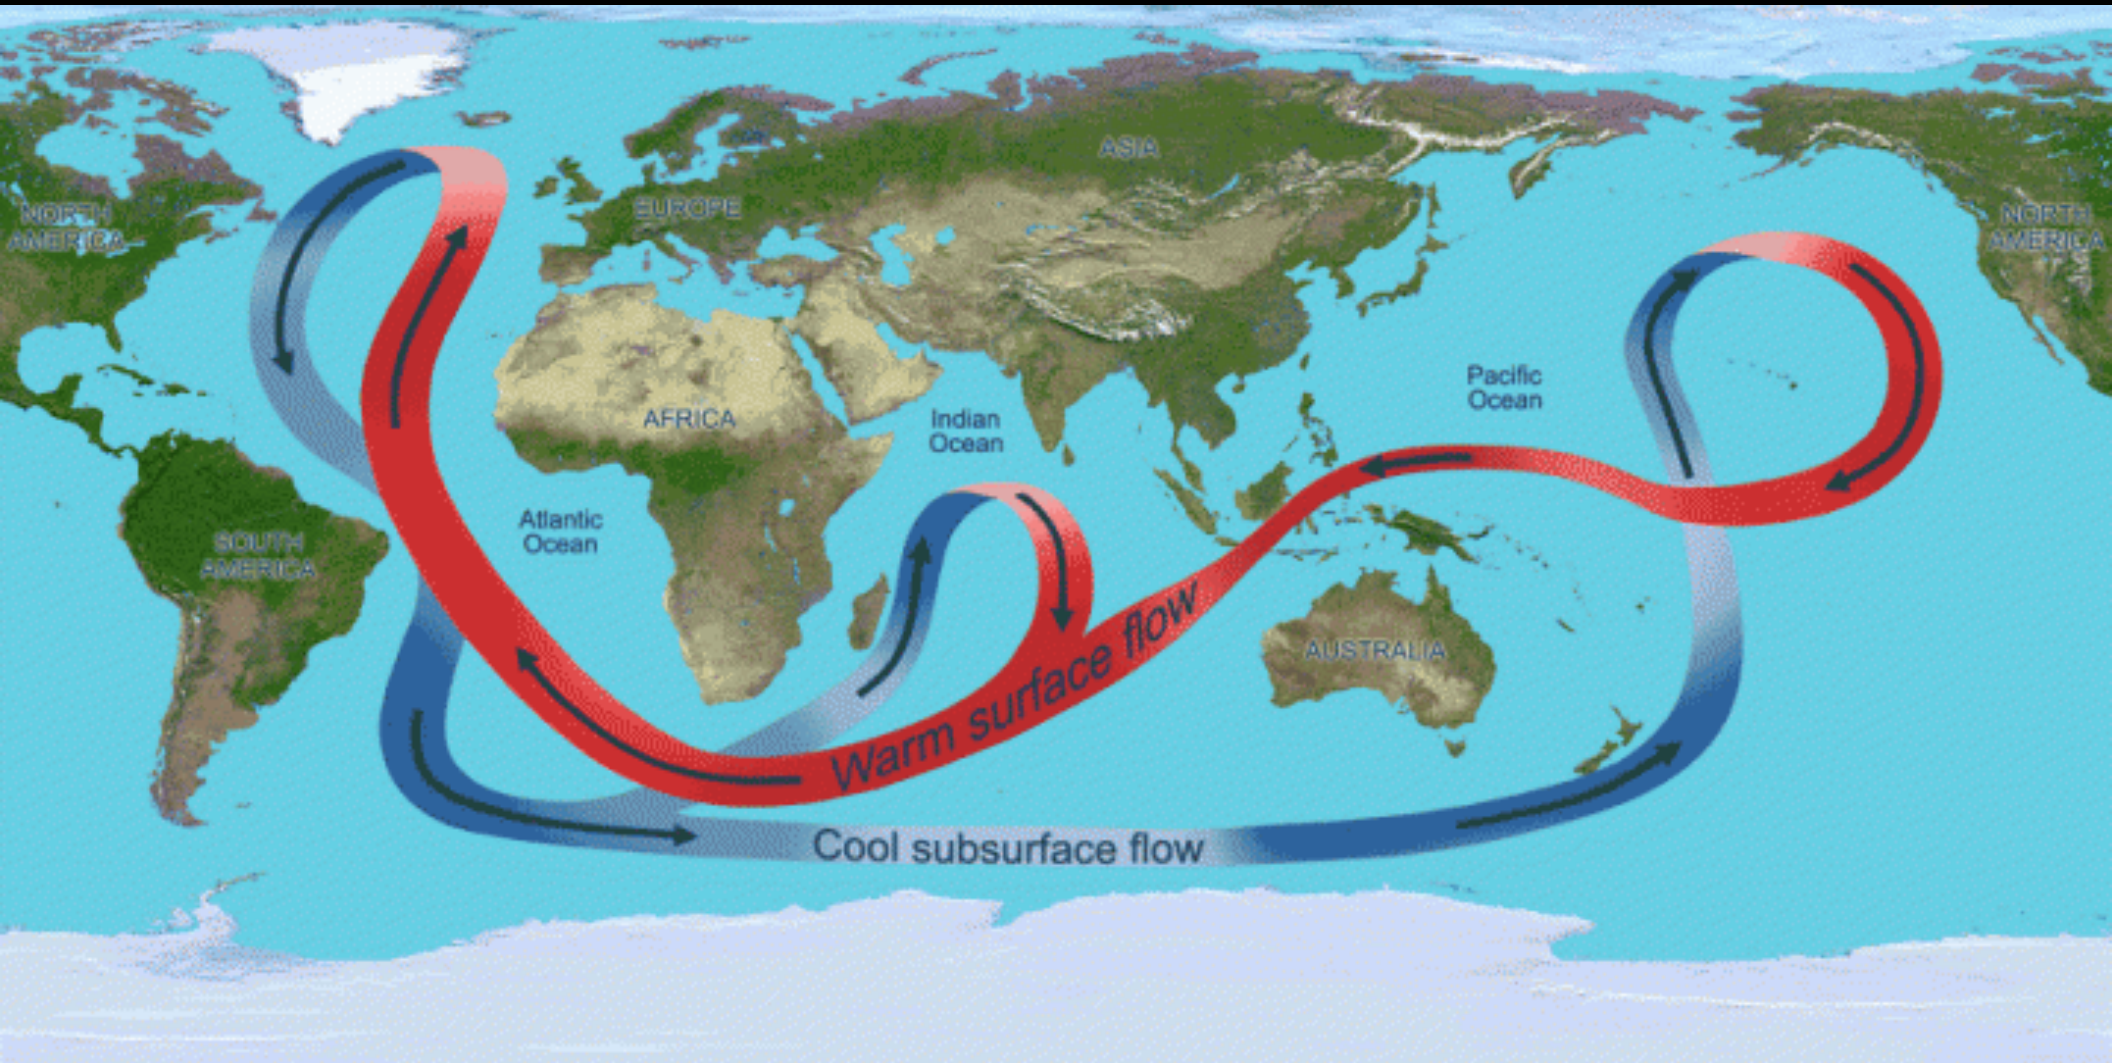 ASIA
NORTH
AMERICA
EUROPE
NORTH
AMERICA
Pacific
Ocean
AFRICA
Indian
Ocean
Atlantic
Ocean
SOUTH
AMERICA
AUSTRALIA
Warm surface flow
Cool subsurface flow